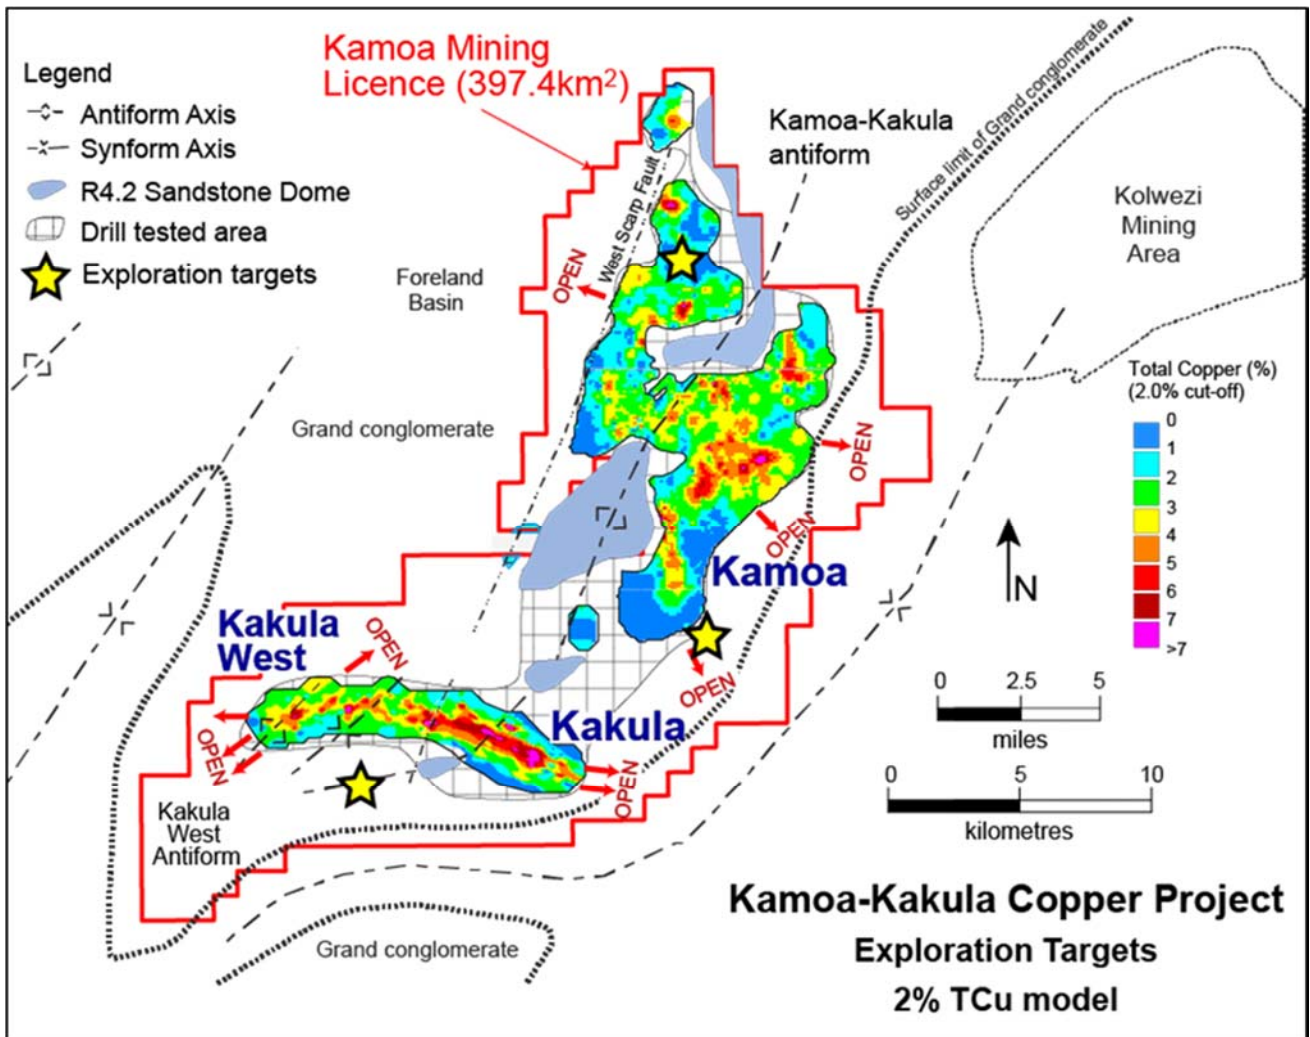 Kamoa Mining
Licence (397.4km²)
Legend
Antiform Axis
Synform Axis
R4.2 Sandstone Dome
Drill tested area
Exploration targets
Kamoa-Kakula
antiform
Surface limit of Grand conglomerate
Kolwezi
Mining
Area
West Scarp Fault
OPEN
Foreland
Basin
Grand conglomerate
Total Copper (%)
(2.0% cut-off)
0
1
2
3
4
5
6
7
>7
OPEN
OPEN
Kamoa
N
Kakula
West
OPEN
OPEN
Kakula
OPEN
OPEN
Kakula
West
Antiform
0 2.5 5
miles
0 5 10
kilometres
Grand conglomerate
Kamoa-Kakula Copper Project
Exploration Targets
2% TCu model